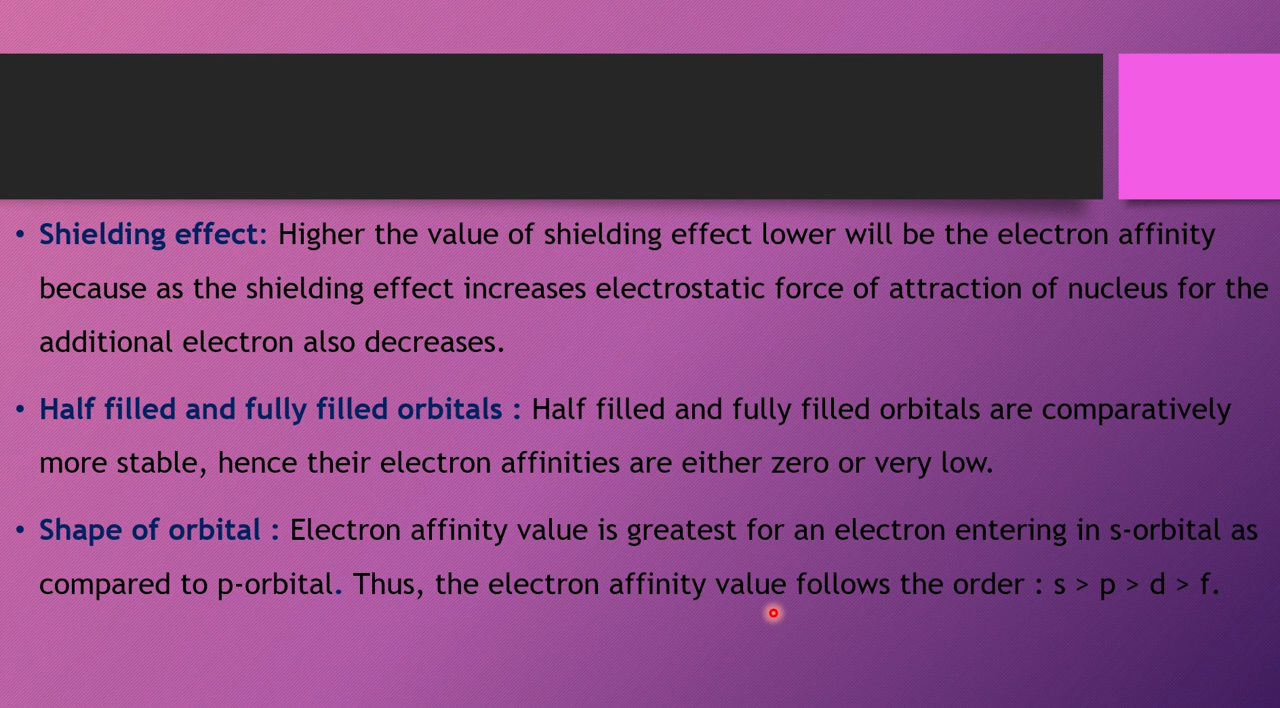 • Shielding effect: Higher the value of shielding effect lower will be the electron affinity
because as the shielding effect increases electrostatic force of attraction of nucleus for the
additional electron also decreases.
• Half filled and fully filled orbitals : Half filled and fully filled orbitals are comparatively
more stable, hence their electron affinities are either zero or very low.
• Shape of orbital : Electron affinity value is greatest for an electron entering in s-orbital as
compared to p-orbital. Thus, the electron affinity value follows the order : s > p > d > f.